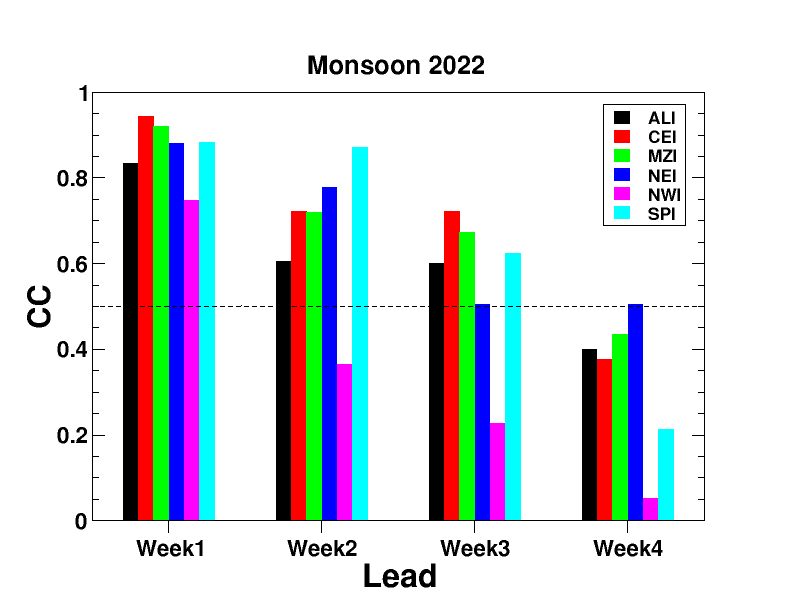 Monsoon 2022
1
0.8
0.6
0.4
0.2
0
CC
ALI
CEI
MZI
NEI
NWI
SPI
Week1 Week2 Week3 Week4
Lead